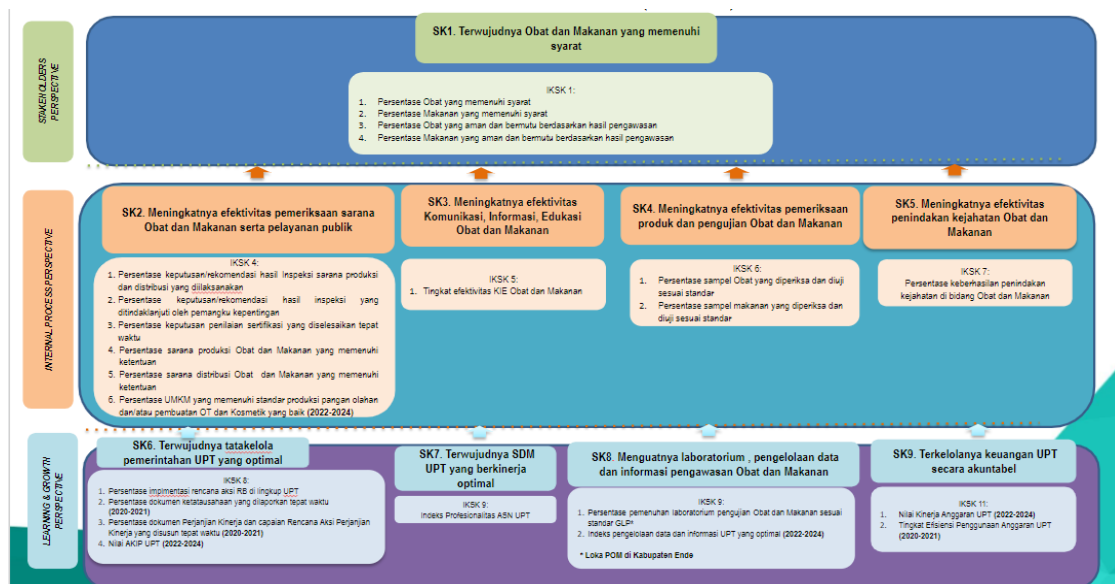 STAKEHOLDERS
PERSPECTIVE
SK1. Terwujudnya Obat dan Makanan yang memenuhi
syarat
IKSK 1:
1. Persentase Obat yang memenuhi syarat
2. Persentase Makanan yang memenuhi syarat
3. Persentase Obat yang aman dan bermutu berdasarkan hasil pengawasan
4. Persentase Makanan yang aman dan bermutu berdasarkan hasil pengawasan
INTERNAL PROCESS PERSPECTIVE
SK2. Meningkatnya efektivitas pemeriksaan sarana
Obat dan Makanan serta pelayanan publik
IKSK 4:
1. Persentase keputusan/rekomendasi hasil Inspeksi sarana produksi
dan distribusi yang dilaksanakan
2. Persentase keputusan/rekomendasi hasil inspeksi yang
ditindaklanjuti oleh pemangku kepentingan
3. Persentase keputusan penilaian sertifikasi yang diselesaikan tepat
waktu
4. Persentase sarana produksi Obat dan Makanan yang memenuhi
ketentuan
5. Persentase sarana distribusi Obat dan Makanan yang memenuhi
ketentuan
6. Persentase UMKM yang memenuhi standar produksi pangan olahan
dan/atau pembuatan OT dan Kosmetik yang baik (2022-2024)
SK3. Meningkatnya efektivitas
Komunikasi, Informasi, Edukasi
Obat dan Makanan
IKSK 5:
1. Tingkat efektivitas KIE Obat dan Makanan
SK4. Meningkatnya efektivitas pemeriksaan
produk dan pengujian Obat dan Makanan
IKSK 6:
1. Persentase sampel Obat yang diperiksa dan diuji
sesuai standar
2. Persentase sampel makanan yang diperiksa dan
diuji sesuai standar
SK5. Meningkatnya efektivitas
penindakan kejahatan Obat dan
Makanan
IKSK 7:
Persentase keberhasilan penindakan
kejahatan di bidang Obat dan Makanan
LEARNING & GROWTH
PERSPECTIVE
SK6. Terwujudnya tatakelola
pemerintahan UPT yang optimal
IKSK 8:
1. Persentase implmentasi rencana aksi RB di lingkup UPT
2. Persentase dokumen ketatausahaan yang dilaporkan tepat waktu
(2020-2021)
3. Persentase dokumen Perjanjian Kinerja dan capaian Rencana Aksi Perjanjian
Kinerja yang disusun tepat waktu (2020-2021)
4. Nilai AKIP UPT (2022-2024)
SK7. Terwujudnya SDM
UPT yang berkinerja
optimal
IKSK 9:
Indeks Profesionalitas ASN UPT
SK8. Menguatnya laboratorium , pengelolaan data
dan informasi pengawasan Obat dan Makanan
IKSK 9:
1. Persentase pemenuhan laboratorium pengujian Obat dan Makanan sesuai
standar GLP*
2. Indeks pengelolaan data dan informasi UPT yang optimal (2022-2024)
* Loka POM di Kabupaten Ende
SK9. Terkelolanya keuangan UPT
secara akuntabel
IKSK 11:
1. Nilai Kinerja Anggaran UPT (2022-2024)
2. Tingkat Efisiensi Penggunaan Anggaran UPT
(2020-2021)